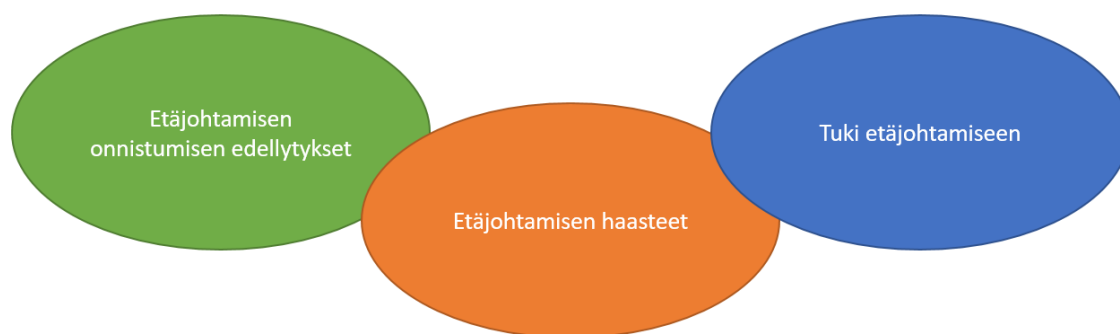 Etäjohtamisen
onnistumisen edellytykset
Etäjohtamisen haasteet
Tuki etäjohtamiseen